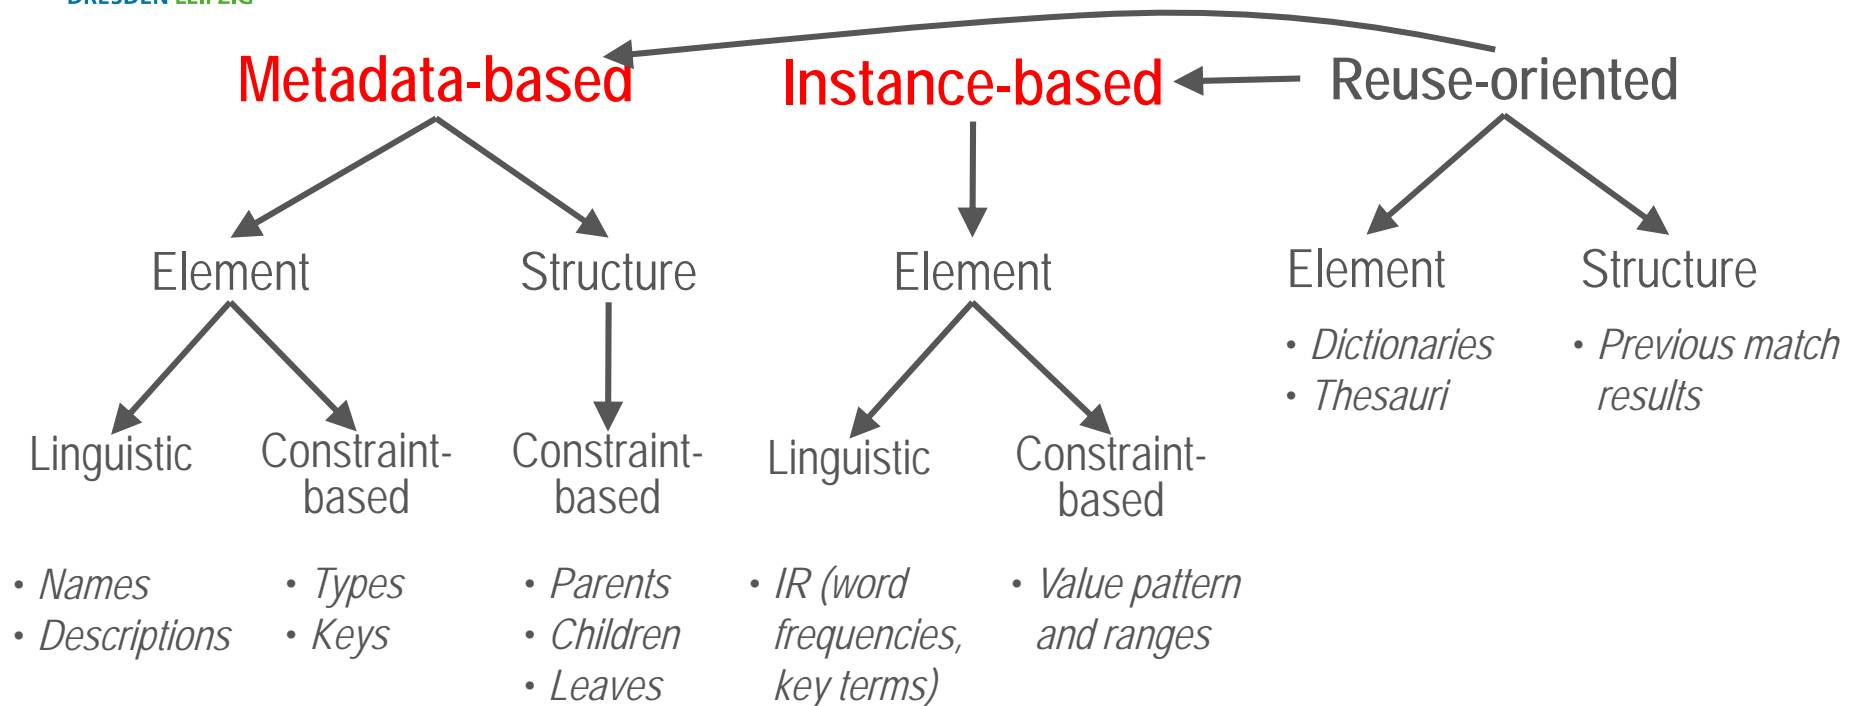 DRESDEN LEIPZIG
Metadata-based
Instance-based
Reuse-oriented
Element
Structure
Element
Element
Structure
• Dictionaries
• Thesauri
• Previous match
results
Linguistic
Constraint-
based
Constraint-
based
Linguistic
Constraint-
based
• Names
• Descriptions
• Types
• Keys
• Parents
• Children
• Leaves
• IR (word
frequencies,
key terms)
• Value pattern
and ranges